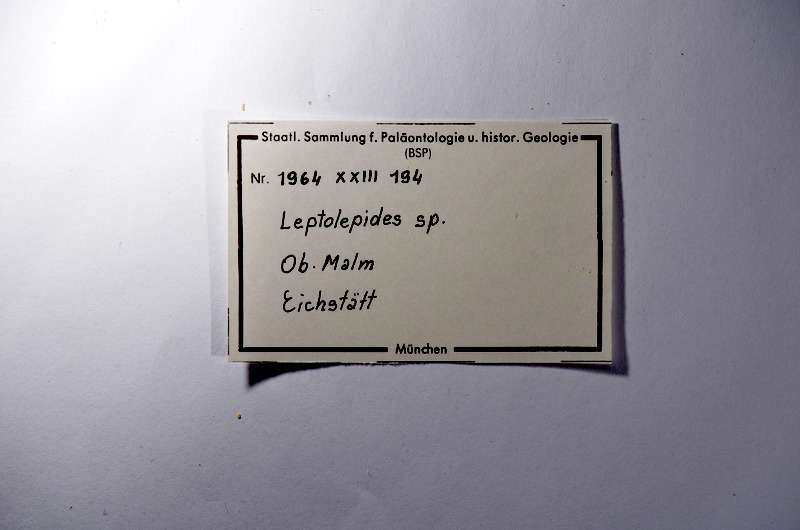 Staatl. Sammlung f. Paläontologie u. histor. Geologie
(BSP)
Nr. 1964 XXIII 194
Leptolepides sp.
Ob. Malm
Eichstätt
München